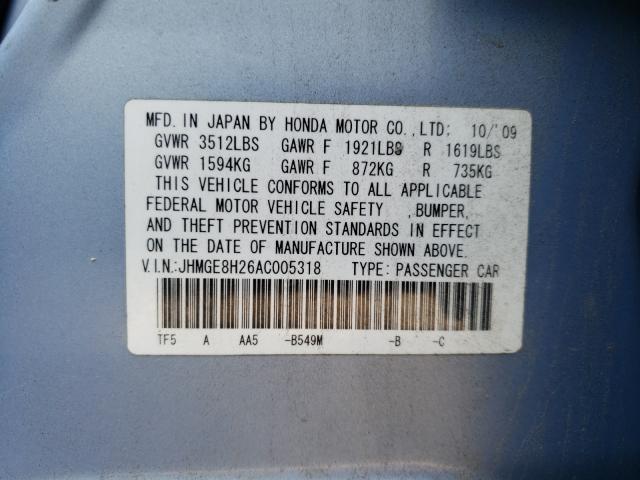 MFD. IN JAPAN BY HONDA MOTOR CO., LTD: 10/'09
GVWR 3512LBS GAWR F 1921LBS R 1619LBS
GVWR 1594KG GAWR F 872KG R 735KG
THIS VEHICLE CONFORMS TO ALL APPLICABLE
FEDERAL MOTOR VEHICLE SAFETY ,BUMPER,
AND THEFT PREVENTION STANDARDS IN EFFECT
ON THE DATE OF MANUFACTURE SHOWN ABOVE.
V.I.N.:JHMGE8H26AC005318 TYPE: PASSENGER CAR
TF5 A AA5 -B549M -B -C